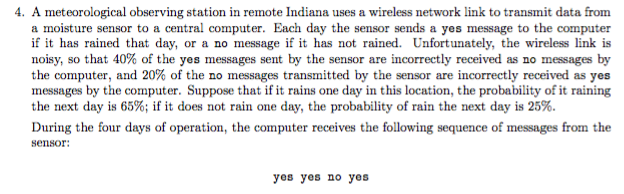 4. A meteorological observing station in remote Indiana uses a wireless network link to transmit data from
a moisture sensor to a central computer. Each day the sensor sends a yes message to the computer
if it has rained that day, or a no message if it has not rained. Unfortunately, the wireless link is
noisy, so that 40% of the yes messages sent by the sensor are incorrectly received as no messages by
the computer, and 20% of the no messages transmitted by the sensor are incorrectly received as yes
messages by the computer. Suppose that if it rains one day in this location, the probability of it raining
the next day is 65%; if it does not rain one day, the probability of rain the next day is 25%.
During the four days of operation, the computer receives the following sequence of messages from the
sensor:
yes yes no yes